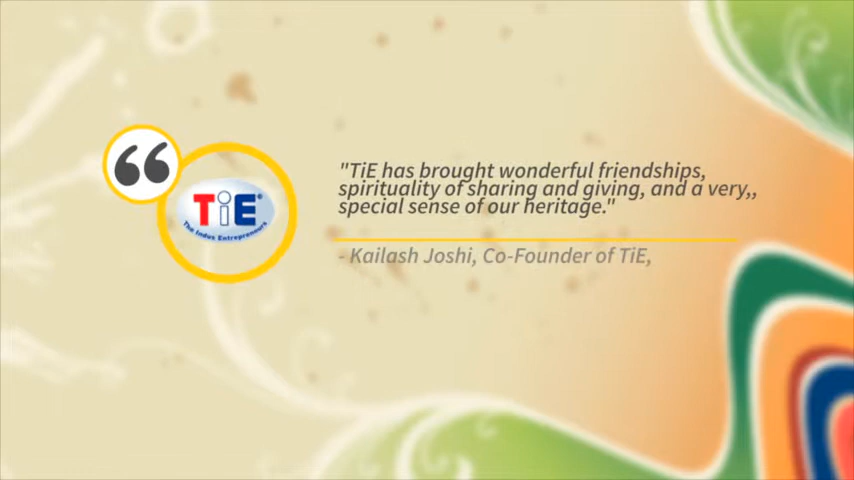 TiE®
The Indus Entrepreneurs
"TiE has brought wonderful friendships,
spirituality of sharing and giving, and a very,,
special sense of our heritage."
- Kailash Joshi, Co-Founder of TiE,